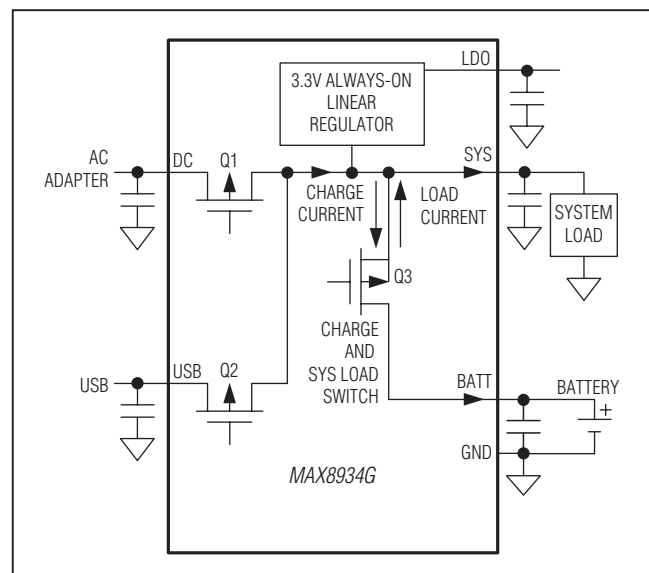 3.3V ALWAYS-ON
LINEAR
REGULATOR
LDO
AC
ADAPTER
DC
Q1
CHARGE
CURRENT
LOAD
CURRENT
SYS
SYSTEM
LOAD
Q3
CHARGE
AND
SYS LOAD
SWITCH
USB
USB
Q2
BATT
BATTERY
+
GND
MAX8934G